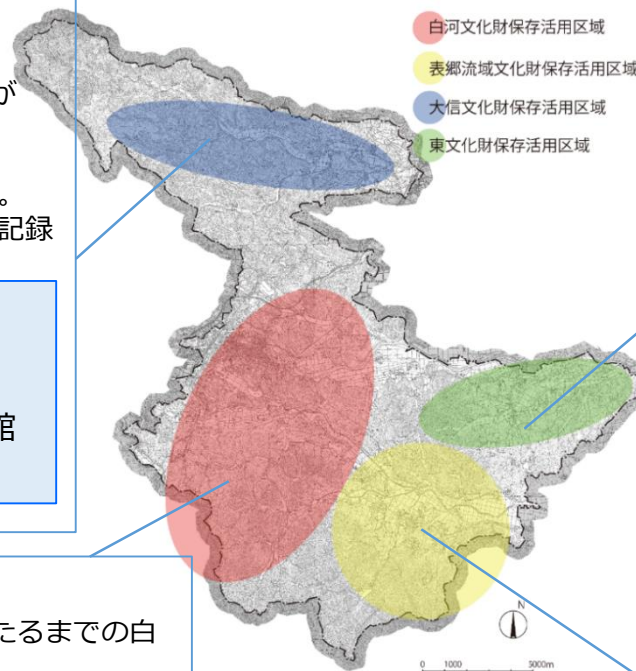 白河文化財保存活用区域
表郷流域文化財保存活用区域
大信文化財保存活用区域
東文化財保存活用区域
が
。
記録
館
たるまでの白
N
0 1000 3000m